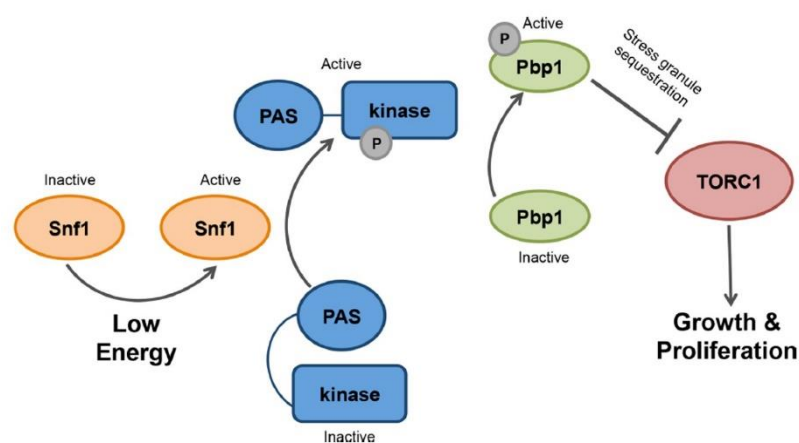 Inactive
Snf1
Active
Snf1
Low
Energy
Active
PAS
kinase
P
PAS
kinase
Inactive
Active
P
Pbp1
Pbp1
Inactive
Stress granule
sequestration
TORC1
Growth &
Proliferation